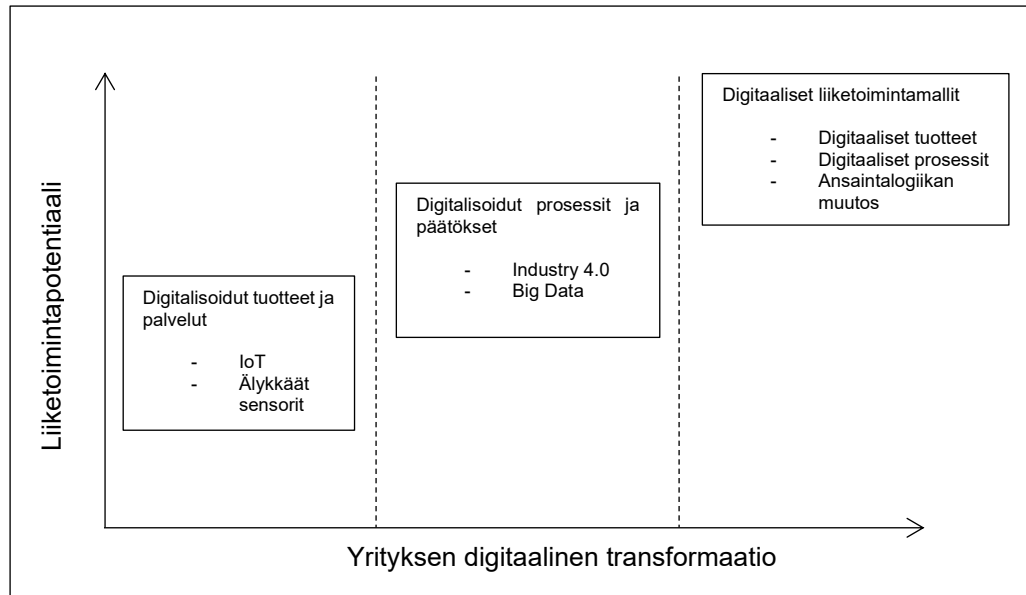 Digitaaliset liiketoimintamallit
- Digitaaliset tuotteet
- Digitaaliset prosessit
- Ansaintalogiikan
muutos
Digitalisoidut prosessit ja
päätökset
- Industry 4.0
- Big Data
Digitalisoidut tuotteet ja
palvelut
- IoT
- Älykkäät
sensorit
Liiketoimintapotentiaali
Yrityksen digitaalinen transformaatio